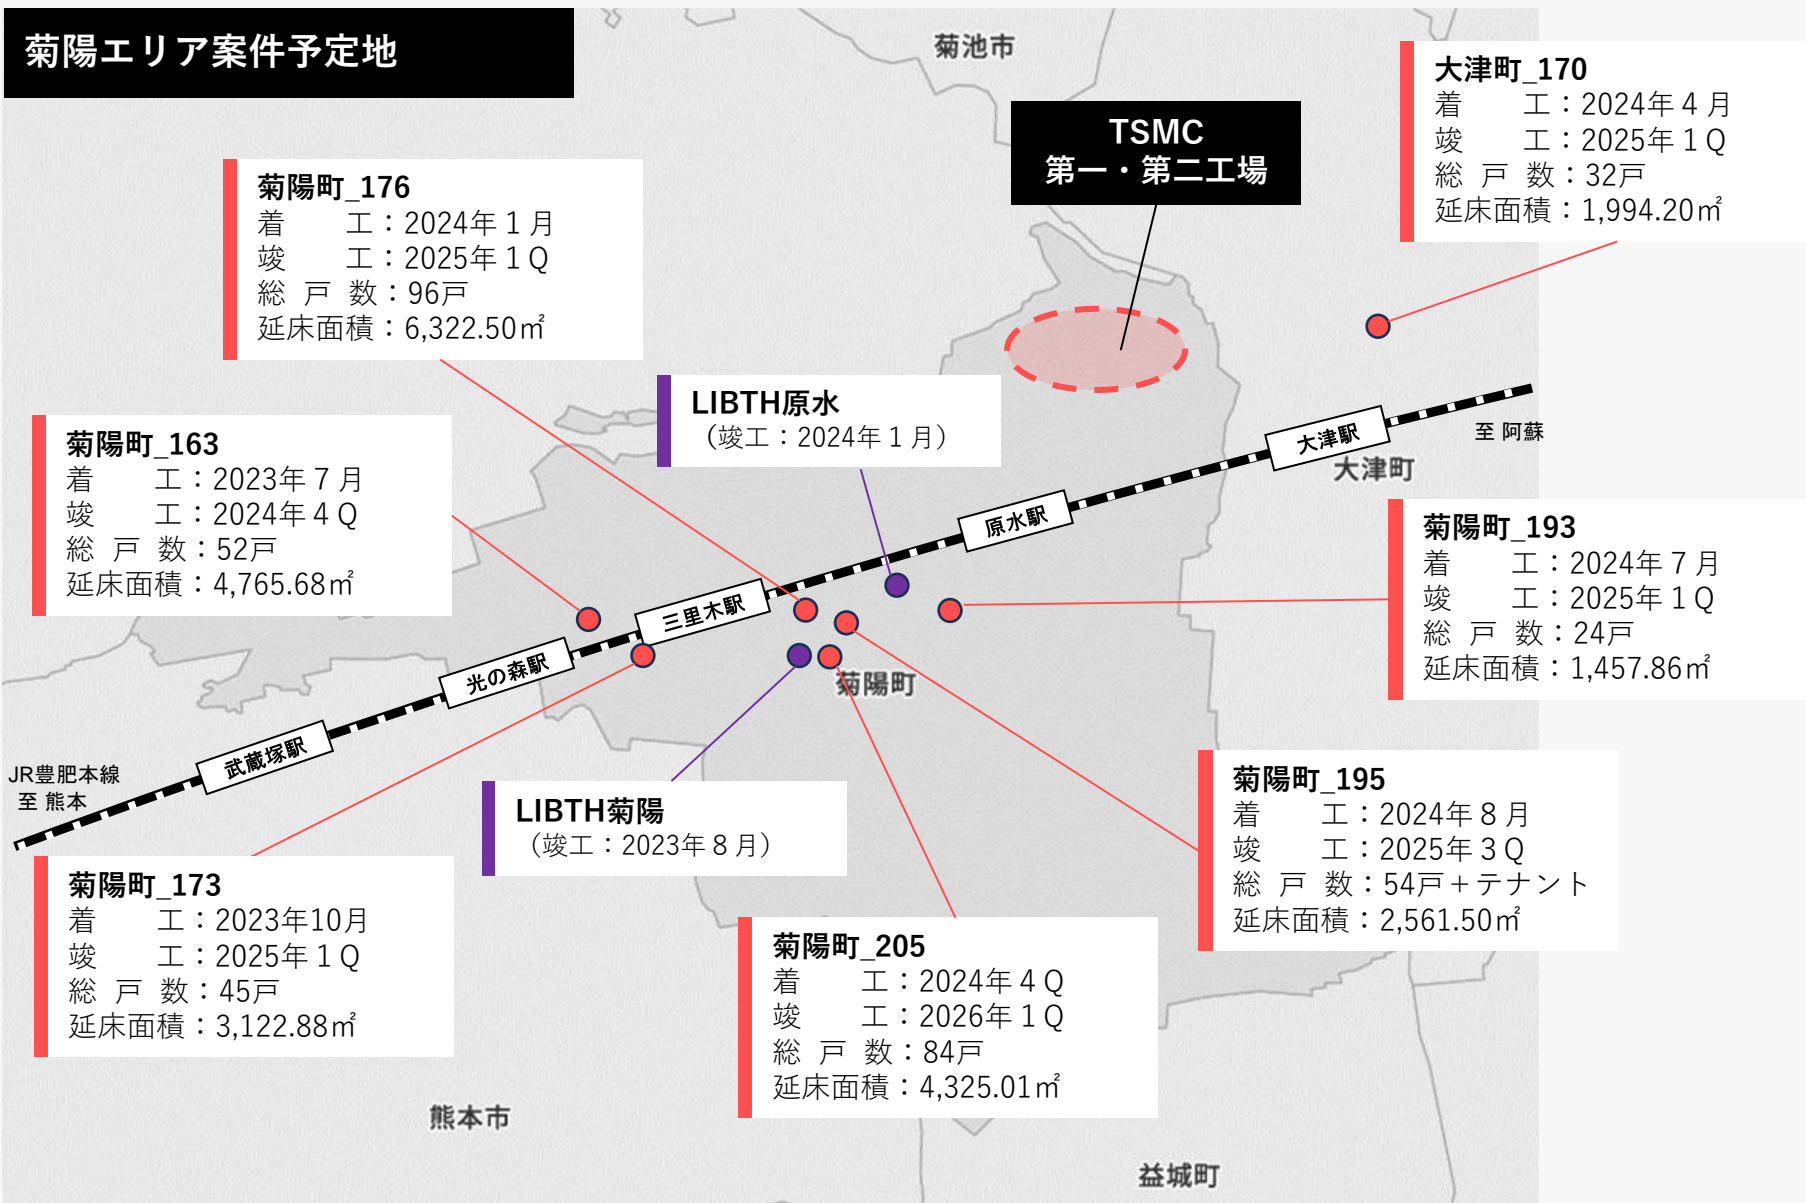 菊陽エリア案件予定地
菊池市
大津町_170
着　　工：2024年４月
竣　　工：2025年１Q
総 戸 数：32戸
延床面積：1,994.20㎡
TSMC
第一・第二工場
菊陽町_176
着　　工：2024年１月
竣　　工：2025年１Q
総 戸 数：96戸
延床面積：6,322.50㎡
LIBTH原水
（竣工：2024年１月）
菊陽町_163
着　　工：2023年７月
竣　　工：2024年４Q
総 戸 数：52戸
延床面積：4,765.68㎡
大津駅
至 阿蘇
大津町
原水駅
菊陽町_193
着　　工：2024年７月
竣　　工：2025年１Q
総 戸 数：24戸
延床面積：1,457.86㎡
三里木駅
光の森駅
菊陽町
武蔵塚駅
JR豊肥本線
至 熊本
LIBTH菊陽
（竣工：2023年８月）
菊陽町_195
着　　工：2024年８月
竣　　工：2025年３Q
総 戸 数：54戸＋テナント
延床面積：2,561.50㎡
菊陽町_173
着　　工：2023年10月
竣　　工：2025年１Q
総 戸 数：45戸
延床面積：3,122.88㎡
菊陽町_205
着　　工：2024年４Q
竣　　工：2026年１Q
総 戸 数：84戸
延床面積：4,325.01㎡
熊本市
益城町